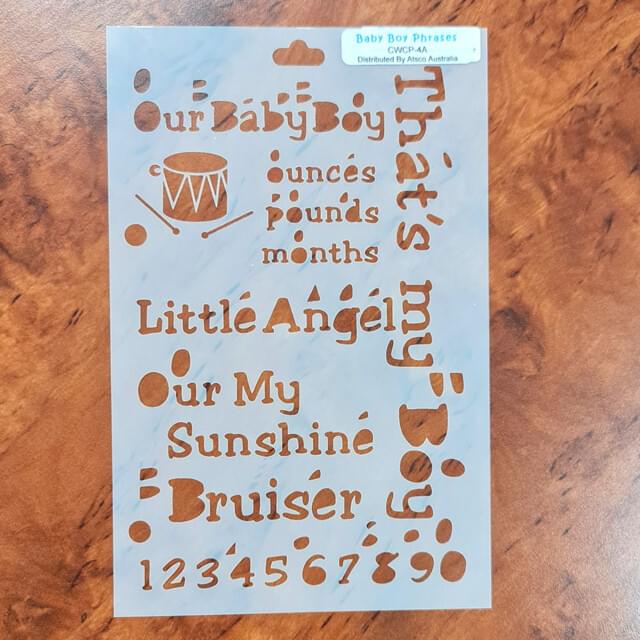 Baby Boy Phrases
CWCP-4A
Distributed By Atsco Australia
Our Baby Boy
ounces
pounds
months
Little Angel
Our My
Sunshine
Bruiser
1234567890
That's my Boy